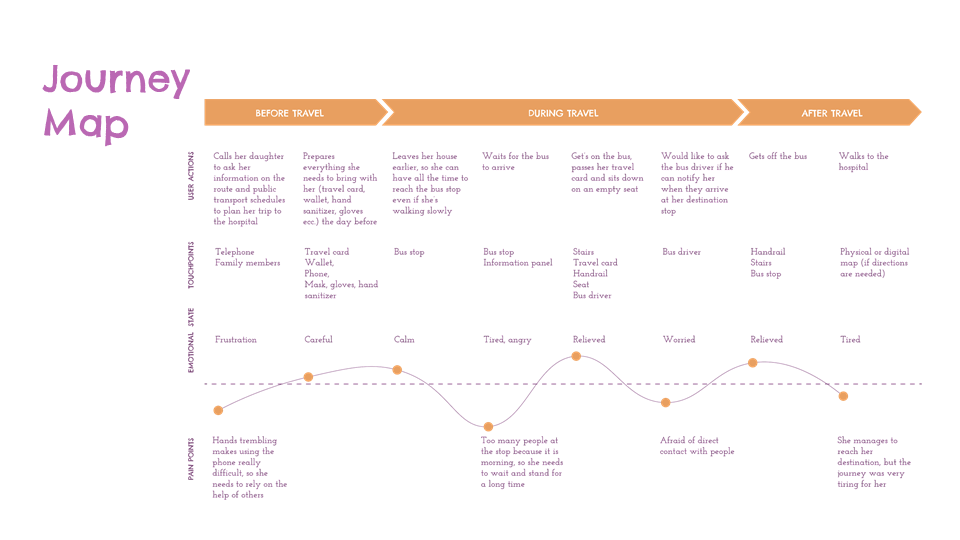 Journey
Map
BEFORE TRAVEL
DURING TRAVEL
AFTER TRAVEL
USER ACTIONS
Calls her daughter
to ask her
information on the
route and public
transport schedules
to plan her trip to
the hospital
Prepares
everything she
needs to bring with
her (travel card,
wallet, hand
sanitizer, gloves
ecc.) the day before
Leaves her house
earlier, so she can
have all the time to
reach the bus stop
even if she's
walking slowly
Waits for the bus
to arrive
Get's on the bus,
passes her travel
card and sits down
on an empty seat
Would like to ask
the bus driver if he
can notify her
when they arrive
at her destination
stop
Gets off the bus
Walks to the
hospital
TOUCHPOINTS
Telephone
Family members
Travel card
Wallet,
Phone,
Mask, gloves, hand
sanitizer
Bus stop
Bus stop
Information panel
Stairs
Travel card
Handrail
Seat
Bus driver
Bus driver
Handrail
Stairs
Bus stop
Physical or digital
map (if directions
are needed)
EMOTIONAL STATE
Frustration
Careful
Calm
Tired, angry
Relieved
Worried
Relieved
Tired
PAIN POINTS
Hands trembling
makes using the
phone really
difficult, so she
needs to rely on the
help of others
Too many people at
the stop because it is
morning, so she needs
to wait and stand for
a long time
Afraid of direct
contact with people
She manages to
reach her
destination, but the
journey was very
tiring for her